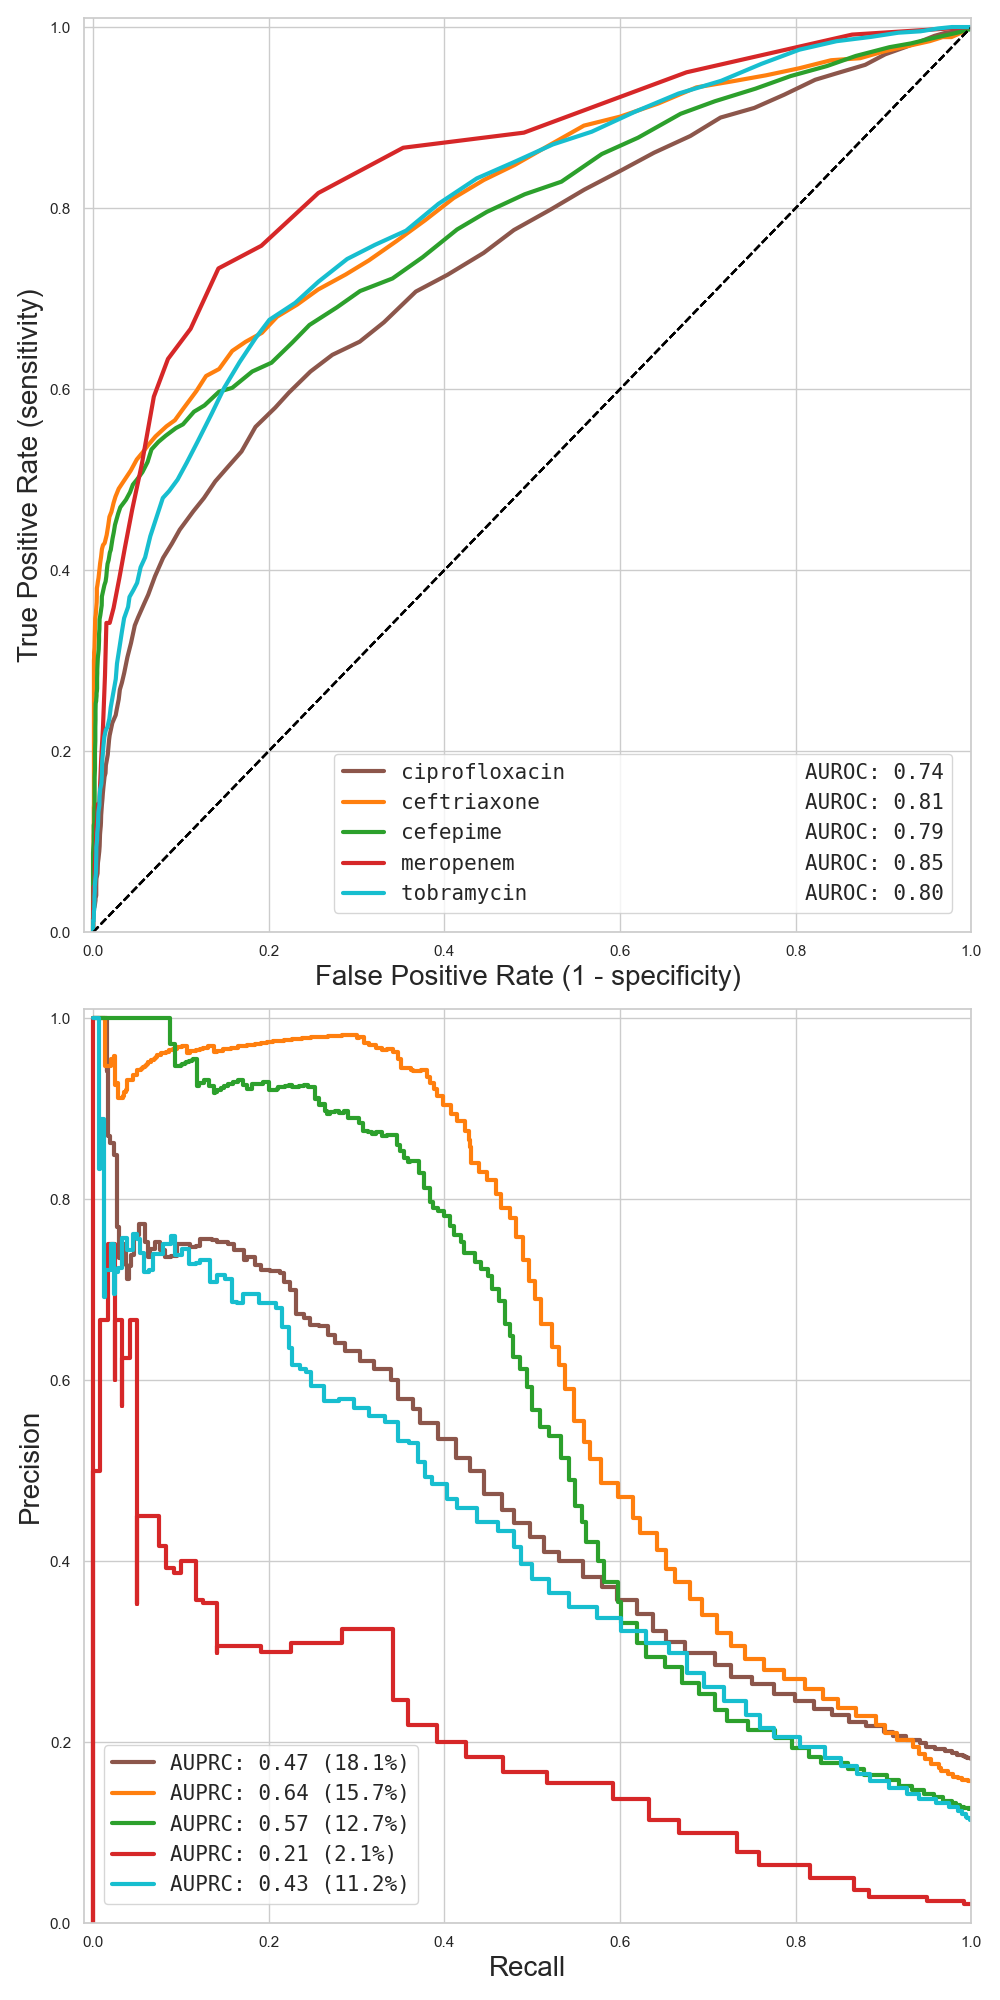 1.0
0.8
0.6
0.4
0.2
0.0
True Positive Rate (sensitivity)
ciprofloxacin AUROC: 0.74
ceftriaxone AUROC: 0.81
cefepime AUROC: 0.79
meropenem AUROC: 0.85
tobramycin AUROC: 0.80
0.0 0.2 0.4 0.6 0.8 1.0
False Positive Rate (1 - specificity)
1.0
0.8
0.6
0.4
0.2
0.0
Precision
AUPRC: 0.47 (18.1%)
AUPRC: 0.64 (15.7%)
AUPRC: 0.57 (12.7%)
AUPRC: 0.21 (2.1%)
AUPRC: 0.43 (11.2%)
0.0 0.2 0.4 0.6 0.8 1.0
Recall